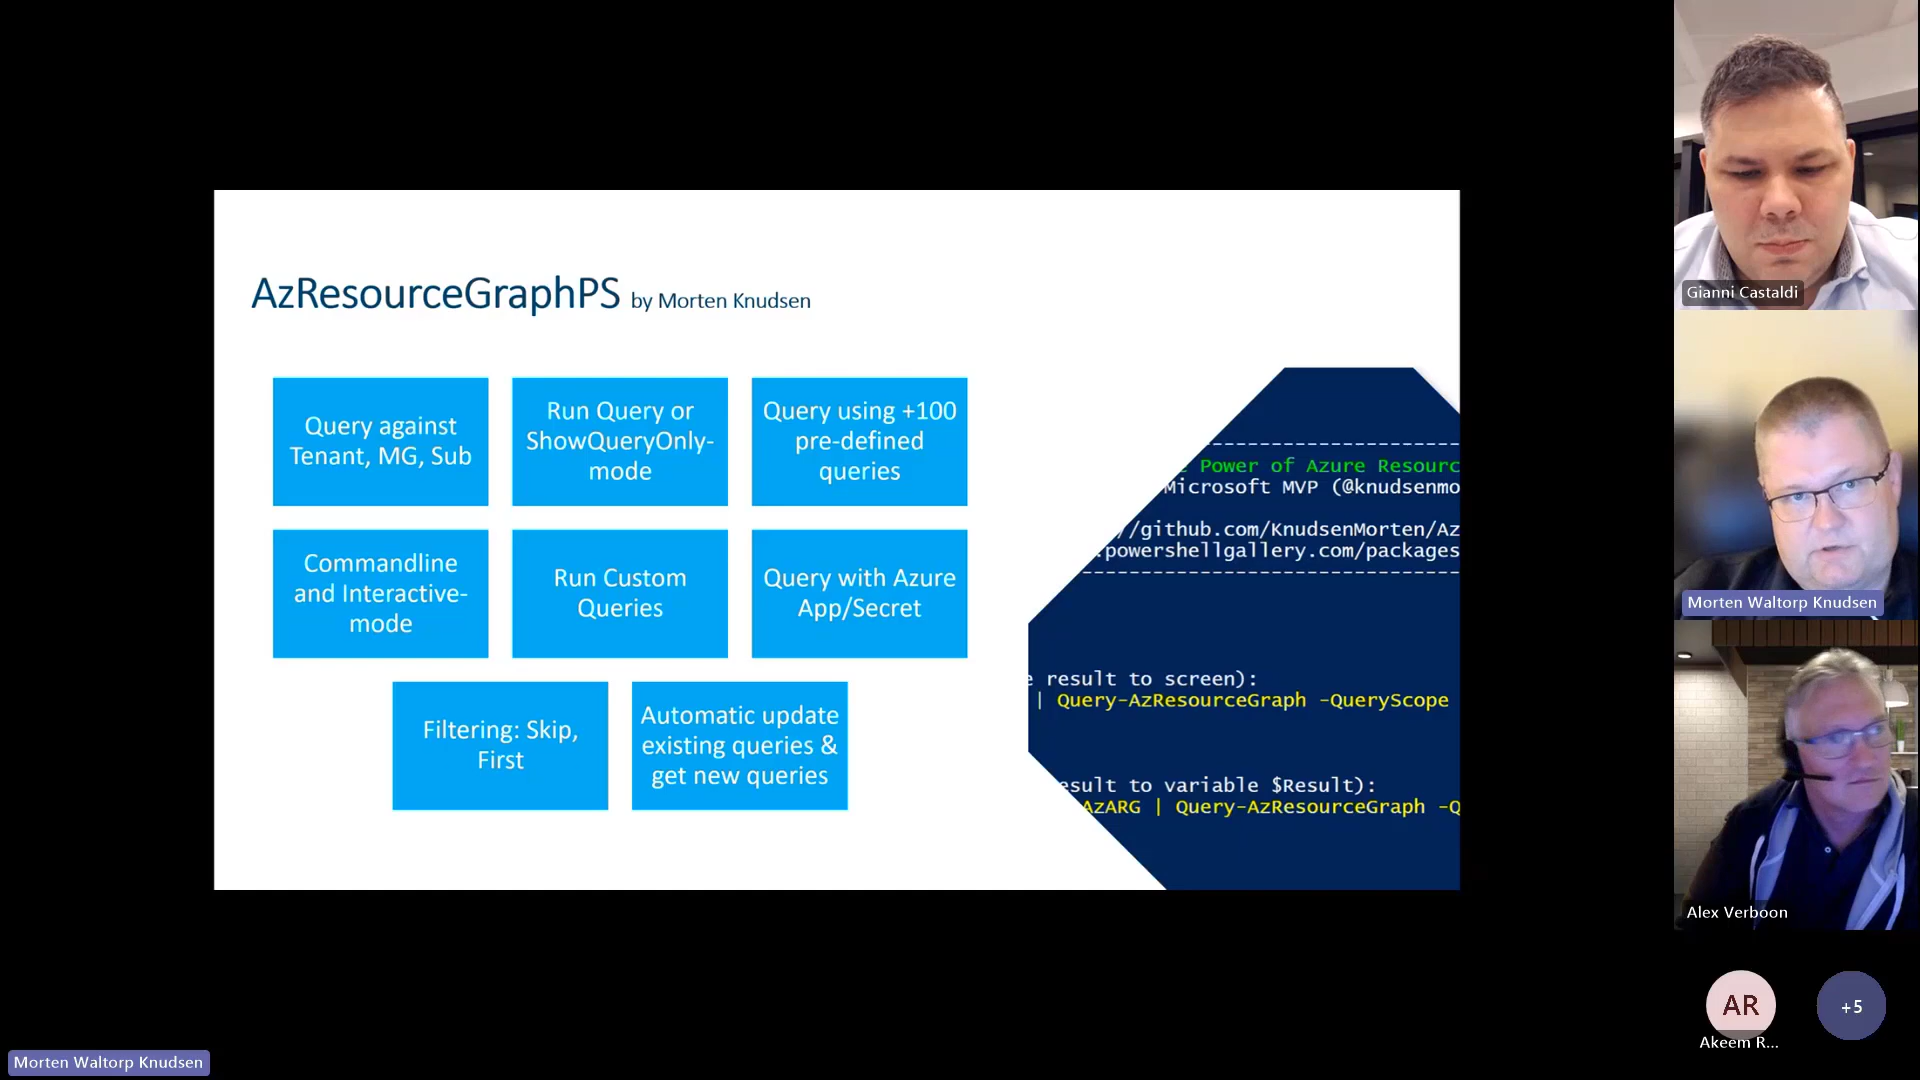 AzResourceGraphPS by Morten Knudsen
Query against
Tenant, MG, Sub
Run Query or
ShowQueryOnly-
mode
Query using +100
pre-defined
queries
Commandline
and Interactive-
mode
Run Custom
Queries
Query with Azure
App/Secret
Filtering: Skip,
First
Automatic update
existing queries &
get new queries
Power of Azure Resourc
Microsoft MVP (@knudsenmo
//github.com/KnudsenMorten/Az
.powershellgallery.com/packages
e result to screen):
| Query-AzResourceGraph -QueryScope
esult to variable $Result):
AzARG | Query-AzResourceGraph -Q
Gianni Castaldi
Morten Waltorp Knudsen
Alex Verboon
AR
+5
Akeem R...
Morten Waltorp Knudsen